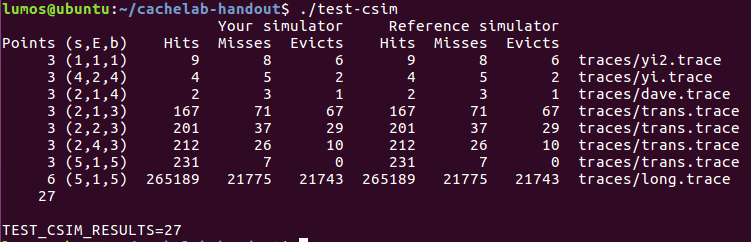 lumos@ubuntu:~/cachelab-handout$ ./test-csim
Your simulator Reference simulator
Points (s,E,b) Hits Misses Evicts Hits Misses Evicts
3 (1,1,1) 9 8 6 9 8 6 traces/yi2.trace
3 (4,2,4) 4 5 2 4 5 2 traces/yi.trace
3 (2,1,4) 2 3 1 2 3 1 traces/dave.trace
3 (2,1,3) 167 71 67 167 71 67 traces/trans.trace
3 (2,2,3) 201 37 29 201 37 29 traces/trans.trace
3 (2,4,3) 212 26 10 212 26 10 traces/trans.trace
3 (5,1,5) 231 7 0 231 7 0 traces/trans.trace
6 (5,1,5) 265189 21775 21743 265189 21775 21743 traces/long.trace
27
TEST_CSIM_RESULTS=27